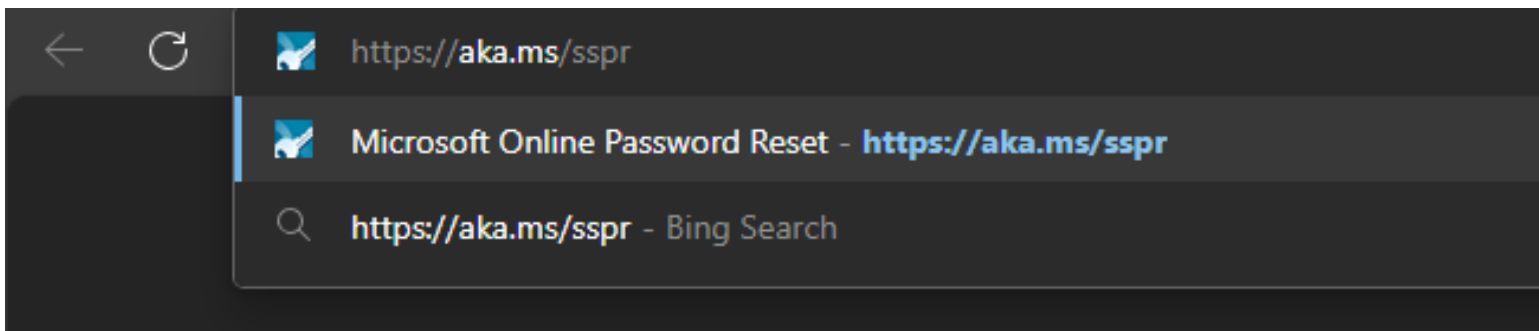 https://aka.ms/sspr
Microsoft Online Password Reset - https://aka.ms/sspr
https://aka.ms/sspr - Bing Search